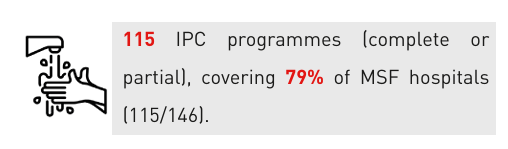 115 IPC programmes (complete or
partial), covering 79% of MSF hospitals
(115/146).